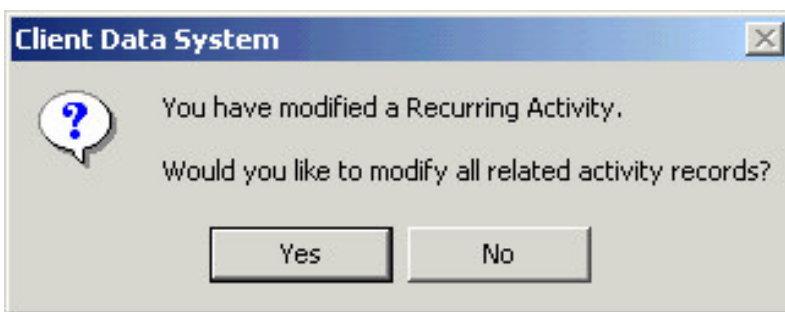 Client Data System
You have modified a Recurring Activity.
Would you like to modify all related activity records?
Yes
No